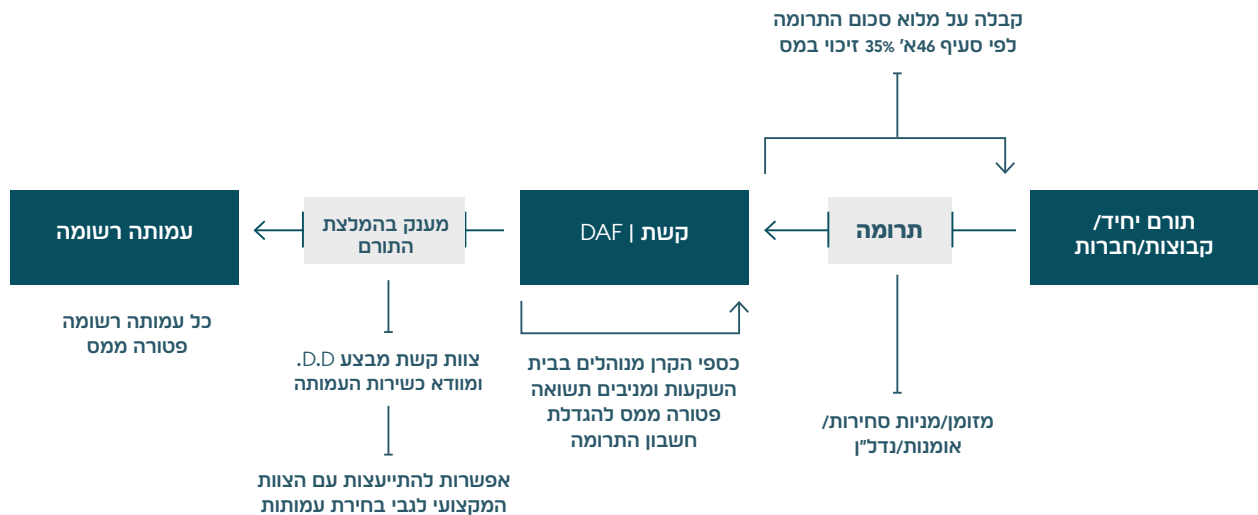 קבלה על מלוא סכום התרומה
לפי סעיף 46א' 35% זיכוי במס
תורם יחיד/
קבוצות/חברות
תרומה
קשת | DAF
מענק בהמלצת
התורם
עמותה רשומה
מזומן/מניות סחירות/
אומנות/נדל"ן
כספי הקרן מנוהלים בבית
השקעות ומניבים תשואה
פטורה ממס להגדלת
חשבון התרומה
צוות קשת מבצע D.D.
ומוודא כשירות העמותה
אפשרות להתייעצות עם הצוות
המקצועי לגבי בחירת עמותות
כל עמותה רשומה
פטורה ממס